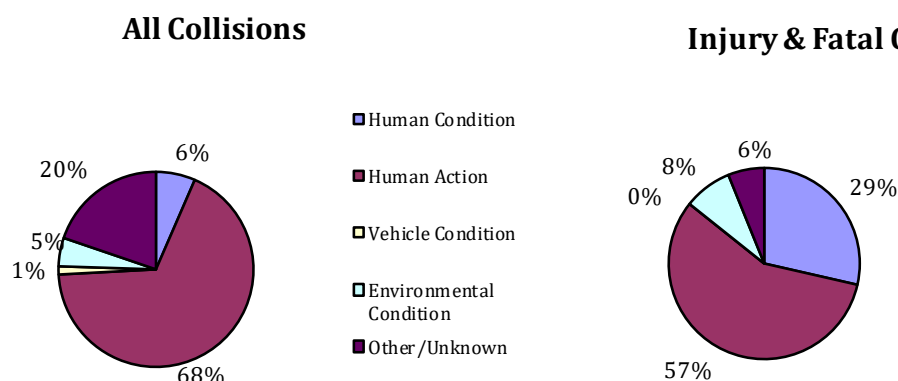 All Collisions
Injury & Fatal
Human Condition
Human Action
Vehicle Condition
Environmental
Condition
Other/Unknown
6%
20%
5%
1%
68%
6%
8%
0%
29%
57%